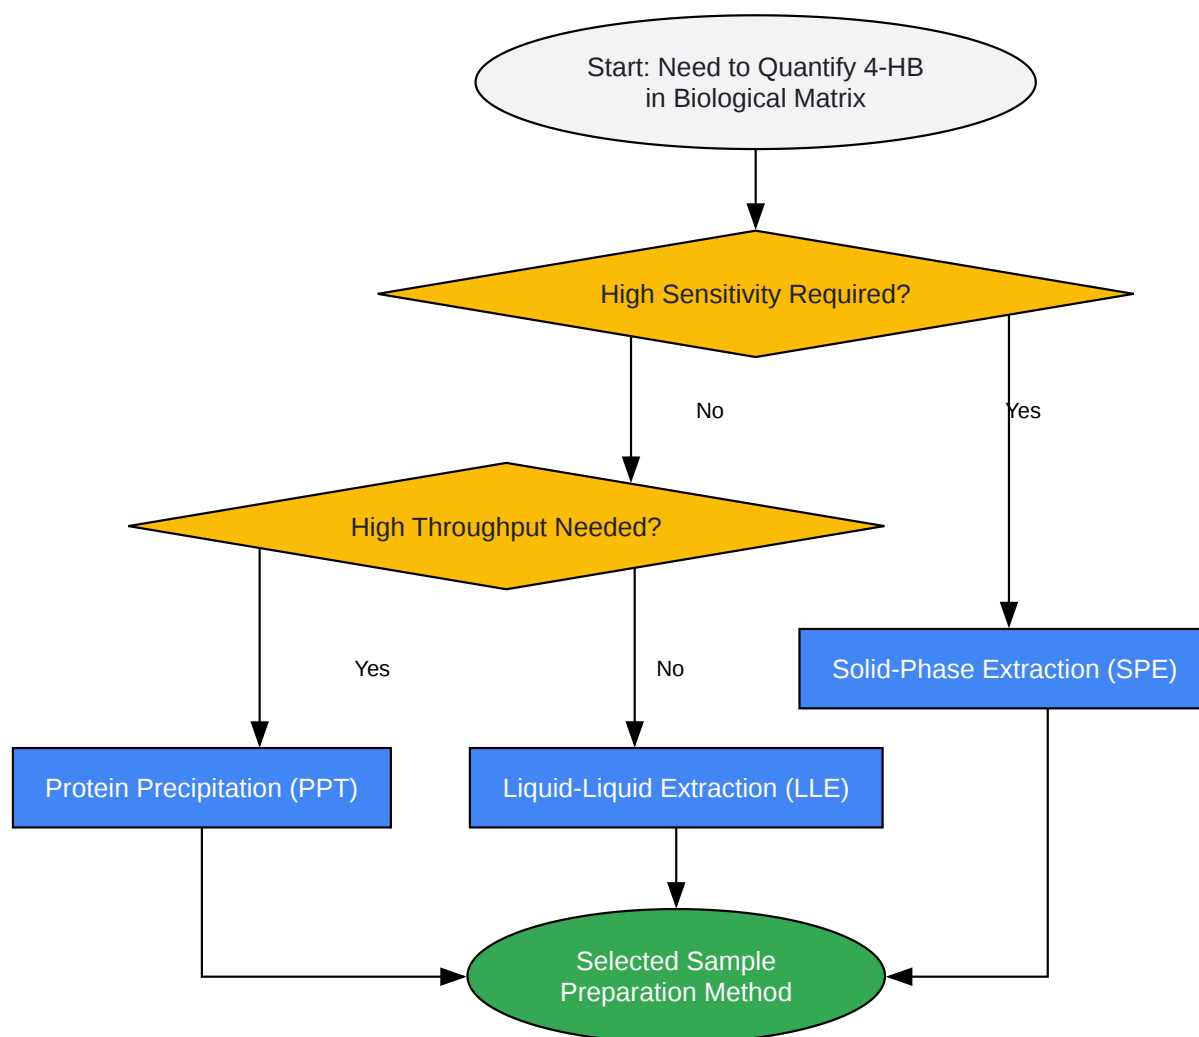 Start: Need to Quantify 4-HB
in Biological Matrix
High Sensitivity Required?
No
Yes
High Throughput Needed?
Yes
No
Solid-Phase Extraction (SPE)
Protein Precipitation (PPT)
Liquid-Liquid Extraction (LLE)
Selected Sample
Preparation Method